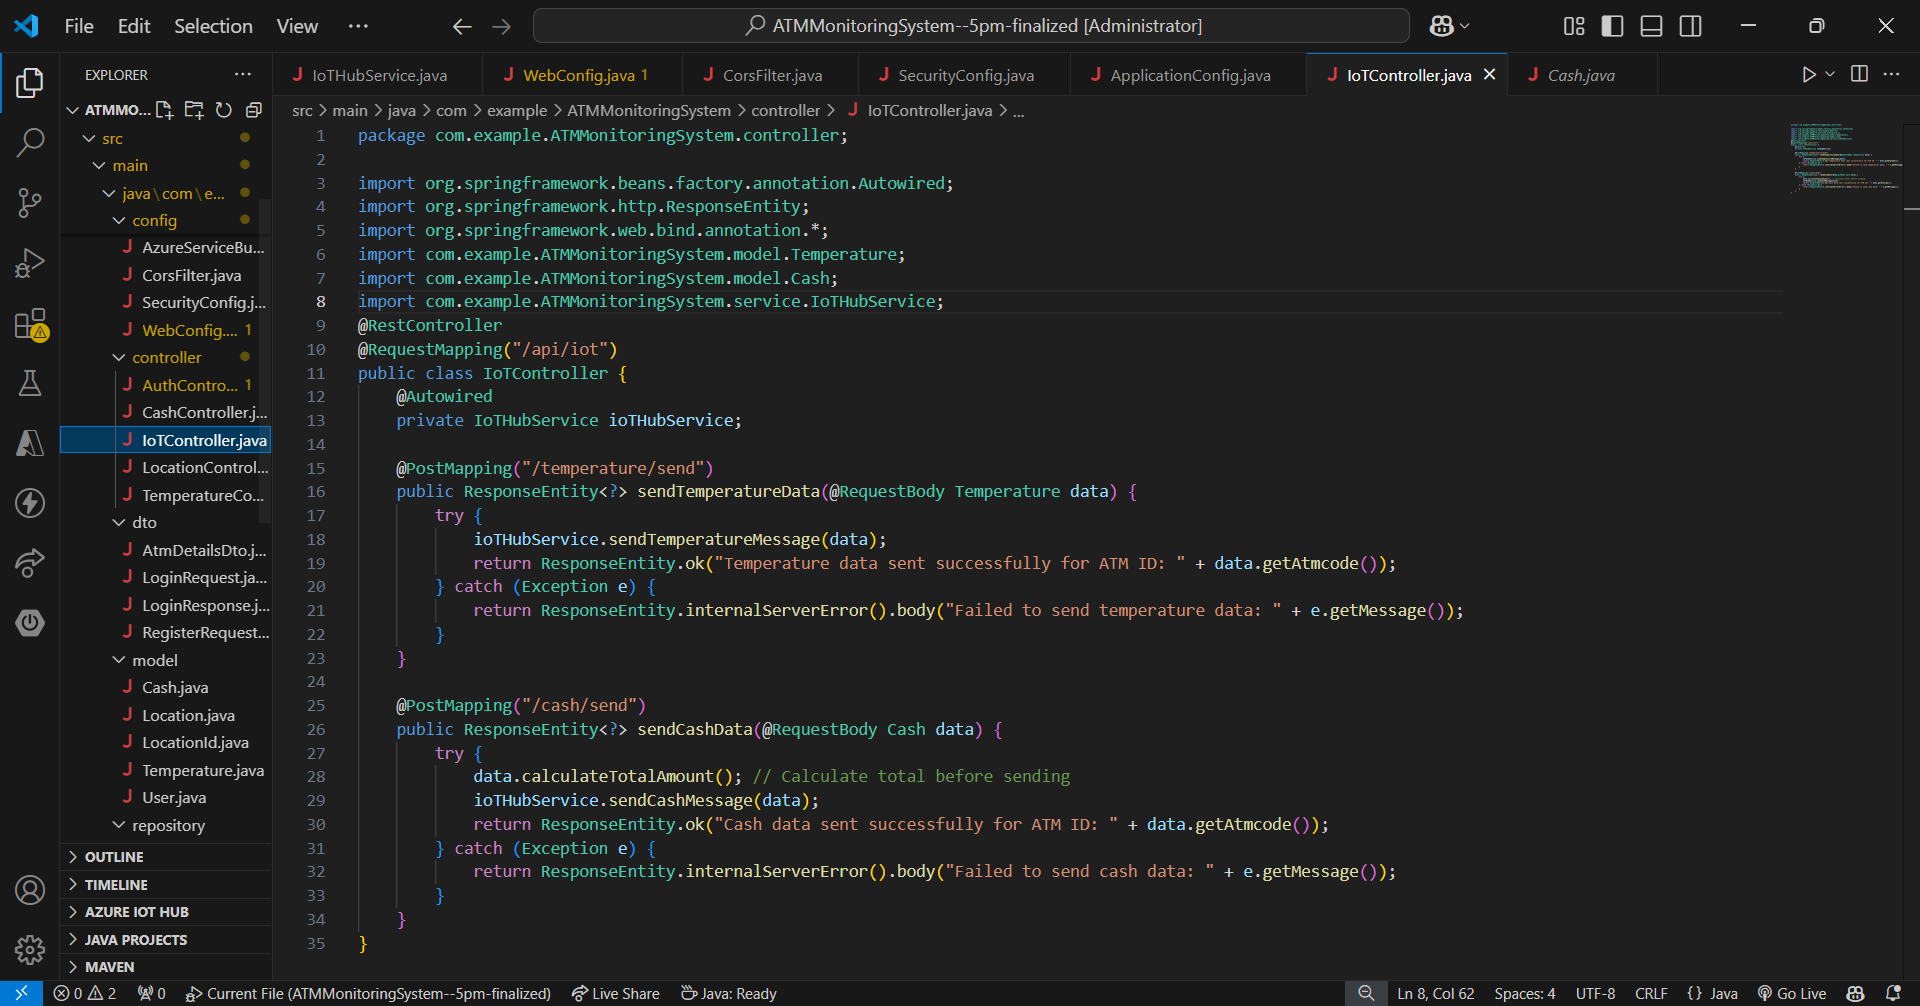 File Edit Selection View ···
ATMMonitoringSystem--5pm-finalized [Administrator]
EXPLORER ···
IoTHubService.java
WebConfig.java 1
CorsFilter.java
SecurityConfig.java
ApplicationConfig.java
IoTController.java
Cash.java
ATMMO...
src > main > java > com > example > ATMMonitoringSystem > controller > IoTController.java > ...
src
main
java\com\e...
config
AzureServiceBu...
CorsFilter.java
SecurityConfig.j...
WebConfig.... 1
controller
AuthContro... 1
CashController.j...
IoTController.java
LocationControl...
TemperatureCo...
dto
AtmDetailsDto.j...
LoginRequest.ja...
LoginResponse.j...
RegisterRequest...
model
Cash.java
Location.java
LocationId.java
Temperature.java
User.java
repository
OUTLINE
TIMELINE
AZURE IOT HUB
JAVA PROJECTS
MAVEN
1 package com.example.ATMMonitoringSystem.controller;
2
3 import org.springframework.beans.factory.annotation.Autowired;
4 import org.springframework.http.ResponseEntity;
5 import org.springframework.web.bind.annotation.*;
6 import com.example.ATMMonitoringSystem.model.Temperature;
7 import com.example.ATMMonitoringSystem.model.Cash;
8 import com.example.ATMMonitoringSystem.service.IoTHubService;
9 @RestController
10 @RequestMapping("/api/iot")
11 public class IoTController {
12 @Autowired
13 private IoTHubService ioTHubService;
14
15 @PostMapping("/temperature/send")
16 public ResponseEntity<?> sendTemperatureData(@RequestBody Temperature data) {
17 try {
18 ioTHubService.sendTemperatureMessage(data);
19 return ResponseEntity.ok("Temperature data sent successfully for ATM ID: " + data.getAtmcode());
20 } catch (Exception e) {
21 return ResponseEntity.internalServerError().body("Failed to send temperature data: " + e.getMessage());
22 }
23 }
24
25 @PostMapping("/cash/send")
26 public ResponseEntity<?> sendCashData(@RequestBody Cash data) {
27 try {
28 data.calculateTotalAmount(); // Calculate total before sending
29 ioTHubService.sendCashMessage(data);
30 return ResponseEntity.ok("Cash data sent successfully for ATM ID: " + data.getAtmcode());
31 } catch (Exception e) {
32 return ResponseEntity.internalServerError().body("Failed to send cash data: " + e.getMessage());
33 }
34 }
35 }
0 2 0 Current File (ATMMonitoringSystem--5pm-finalized) Live Share Java: Ready Ln 8, Col 62 Spaces: 4 UTF-8 CRLF {} Java Go Live